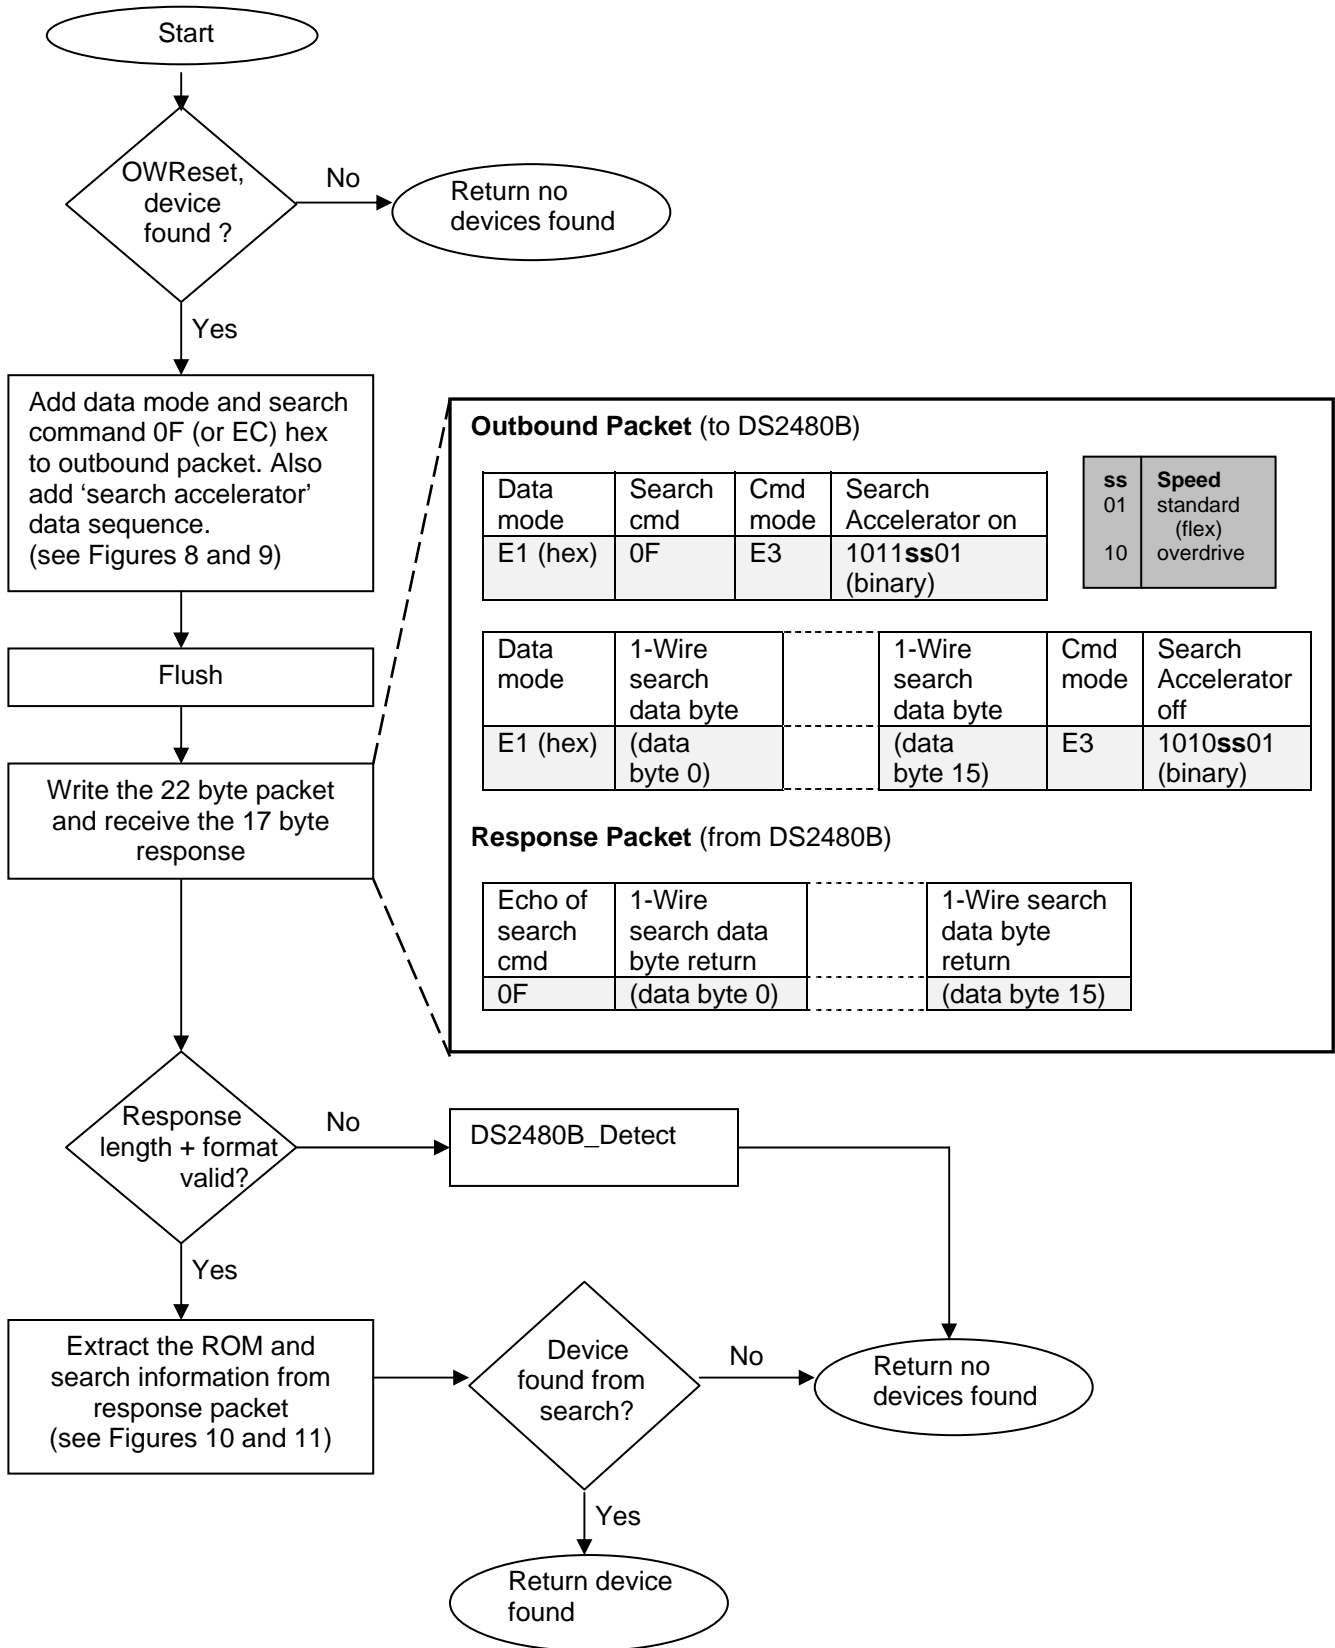 Start
OWReset,
device
found ?
No
Return no
devices found
Yes
Add data mode and search
command 0F (or EC) hex
to outbound packet. Also
add ‘search accelerator’
data sequence.
(see Figures 8 and 9)
Flush
Write the 22 byte packet
and receive the 17 byte
response
Outbound Packet (to DS2480B)
Data
mode
Search
cmd
Cmd
mode
Search
Accelerator on
E1 (hex)
0F
E3
1011ss01
(binary)
ss Speed
01 standard
(flex)
10 overdrive
Data
mode
1-Wire
search
data byte
1-Wire
search
data byte
Cmd
mode
Search
Accelerator
off
E1 (hex)
(data
byte 0)
(data
byte 15)
E3
1010ss01
(binary)
Response Packet (from DS2480B)
Echo of
search
cmd
1-Wire
search data
byte return
1-Wire search
data byte
return
0F
(data byte 0)
(data byte 15)
Response
length + format
valid?
No
DS2480B_Detect
Yes
Extract the ROM and
search information from
response packet
(see Figures 10 and 11)
Device
found from
search?
No
Return no
devices found
Yes
Return device
found